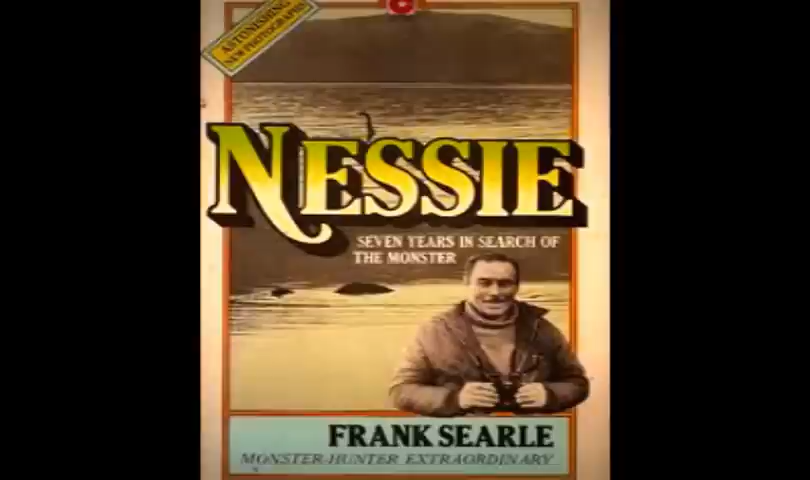 ASTONISHING
NEW PHOTOGRAPHS
NESSIE
SEVEN YEARS IN SEARCH OF
THE MONSTER
FRANK SEARLE
MONSTER-HUNTER EXTRAORDINARY